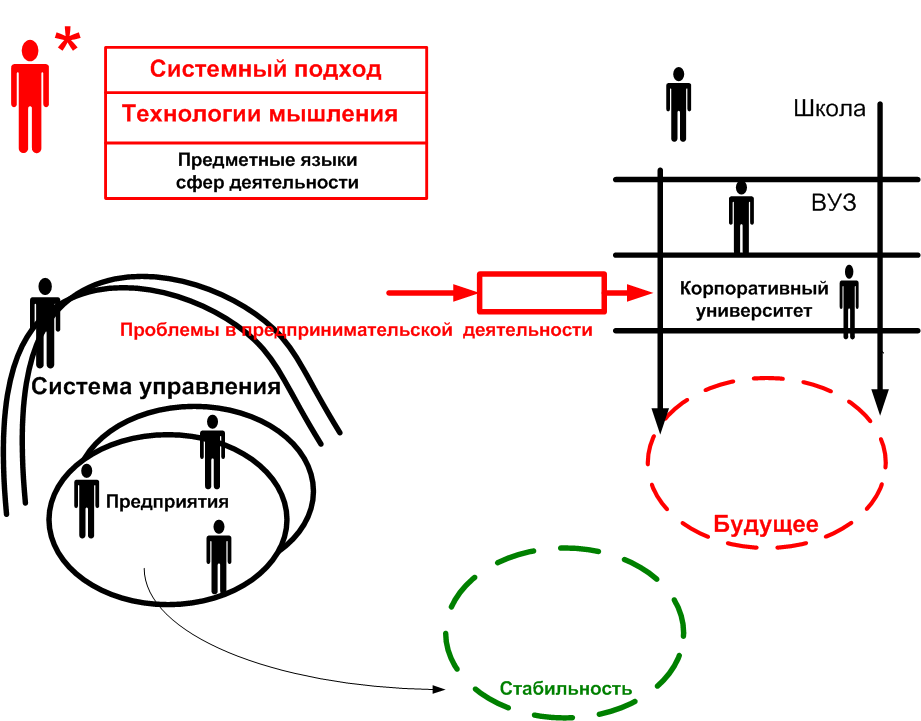 *
Системный подход
Технологии мышления
Предметные языки
сфер деятельности
Школа
ВУЗ
Корпоративный
университет
Проблемы в предпринимательской деятельности
Система управления
Предприятия
Будущее
Стабильность